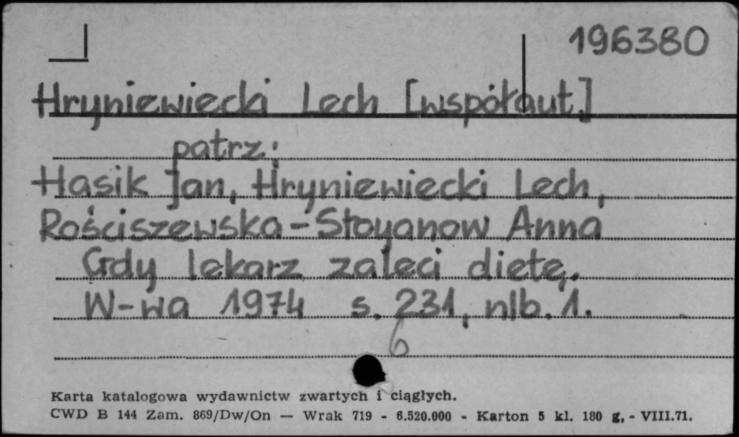 196380
Hryniewiecki Lech [współaut.]
patrz:
Hasik Jan, Hryniewiecki Lech,
Rościszewska-Stoyanow Anna
Gdy lekarz zaleci dietę.
W-wa 1974 s. 231, nlb. 1.
6
Karta katalogowa wydawnictw zwartych i ciągłych.
CWD B 144 Zam. 869/Dw/On — Wrak 719 - 6.520.000 - Karton 5 kl. 180 g, - VIII.71.